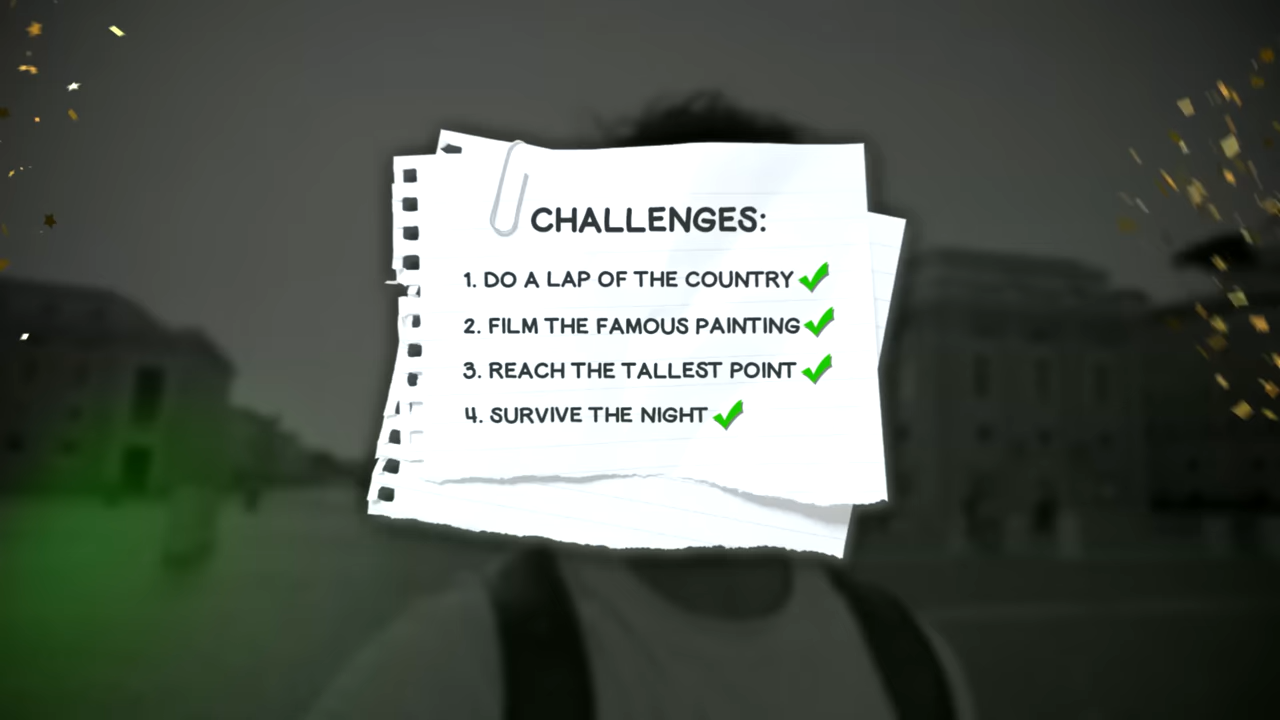 CHALLENGES:
1. DO A LAP OF THE COUNTRY
2. FILM THE FAMOUS PAINTING
3. REACH THE TALLEST POINT
4. SURVIVE THE NIGHT